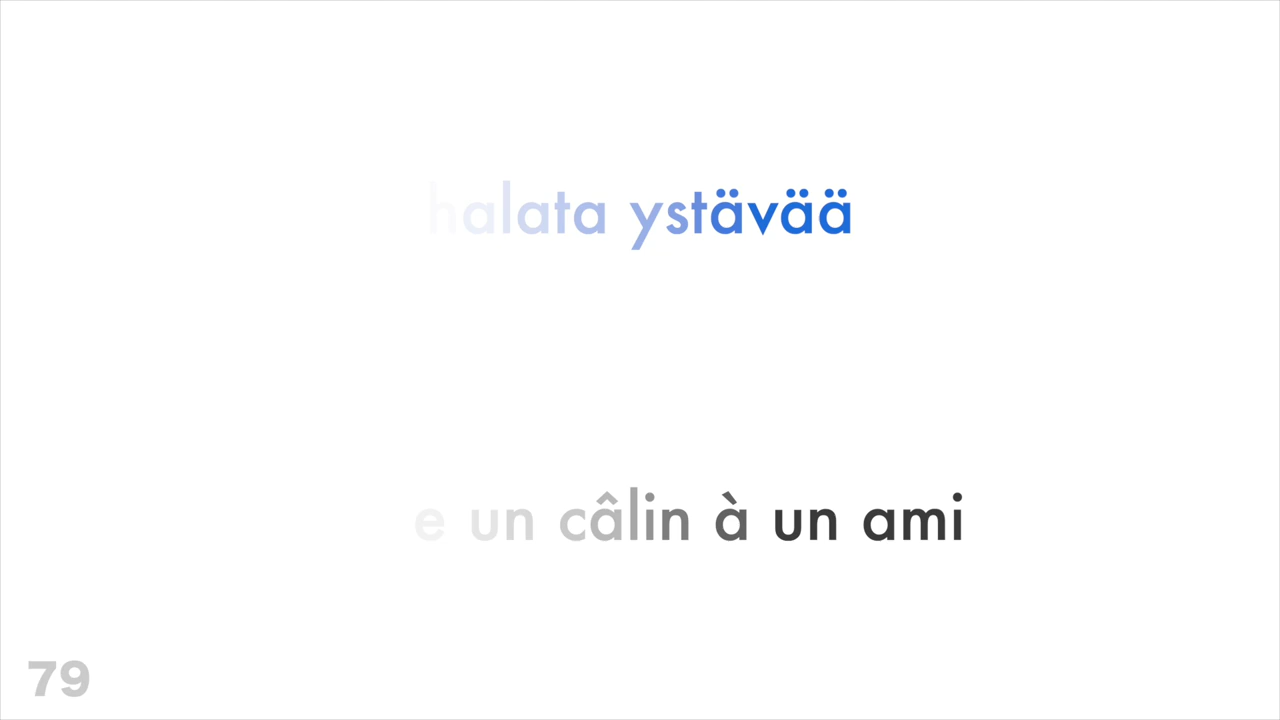 halata ystävää
e un câlin à un ami
79